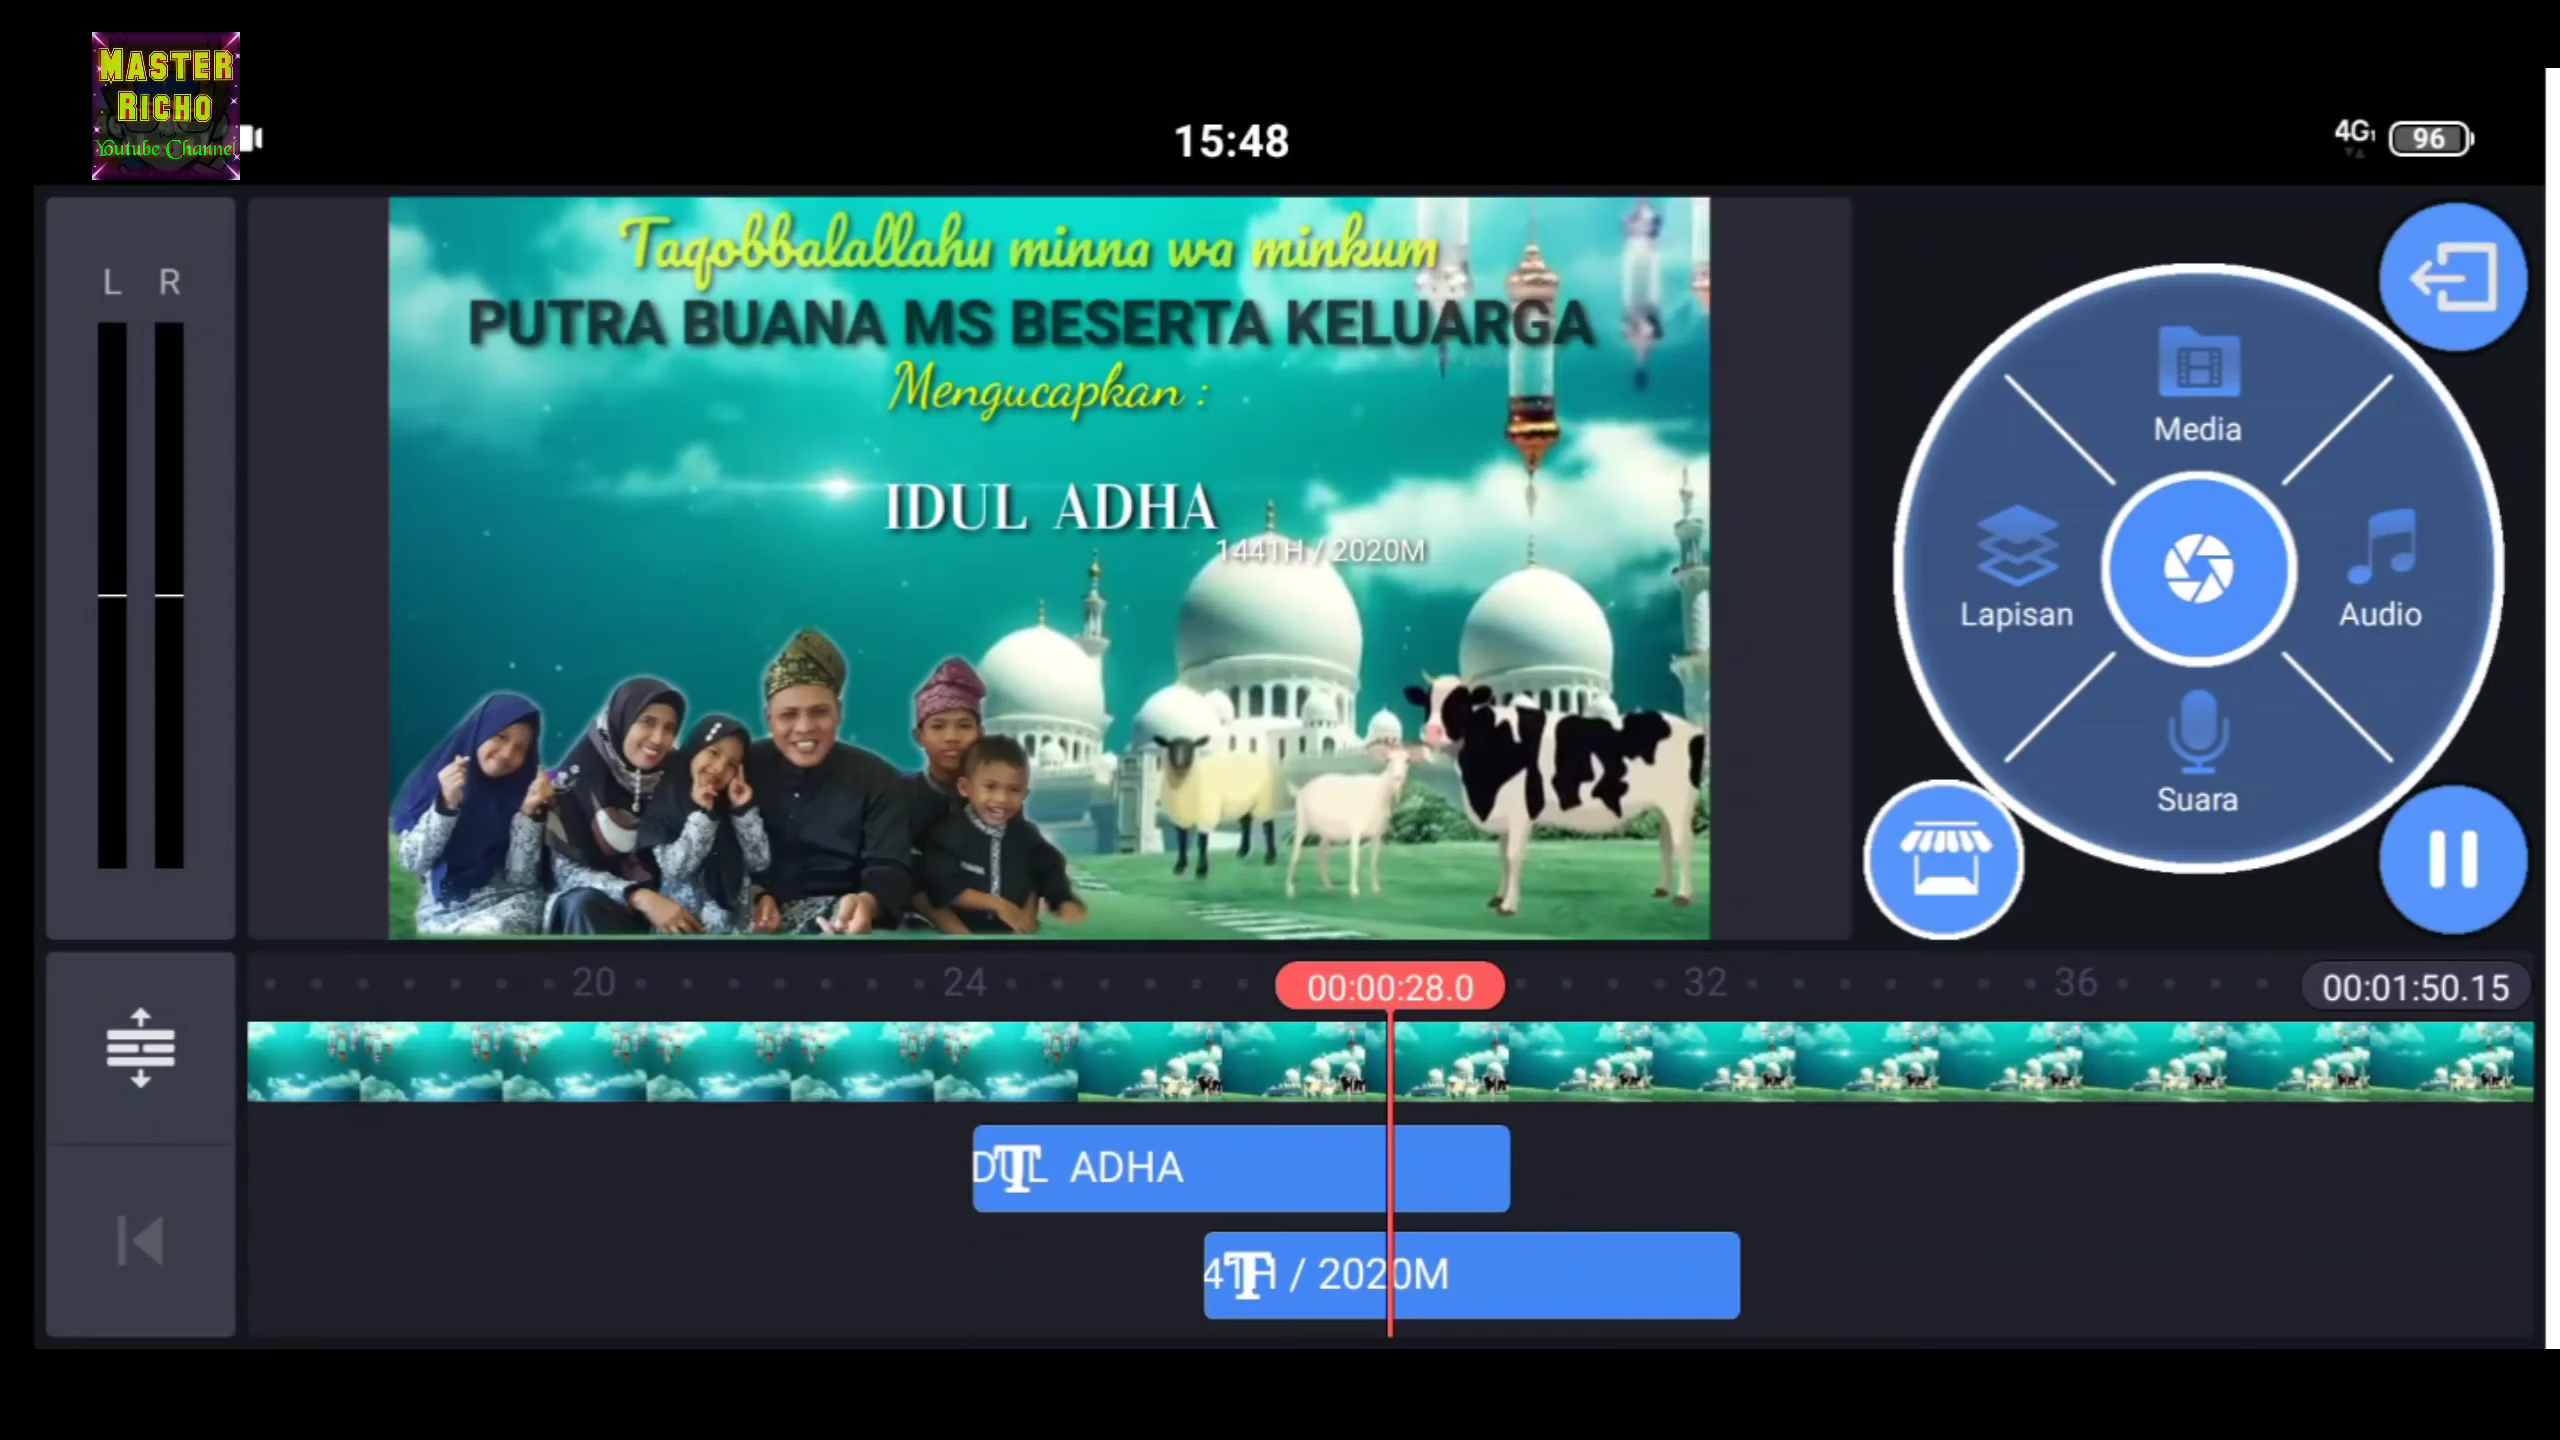 MASTER
RICHO
Youtube Channel
15:48
4G
96
L R
Taqobbalallahu minna wa minkum
PUTRA BUANA MS BESERTA KELUARGA
Mengucapkan :
IDUL ADHA
1441H / 2020M
Media
Lapisan
Audio
Suara
20
24
00:00:28.0
32
36
00:01:50.15
DUL ADHA
41H / 2020M